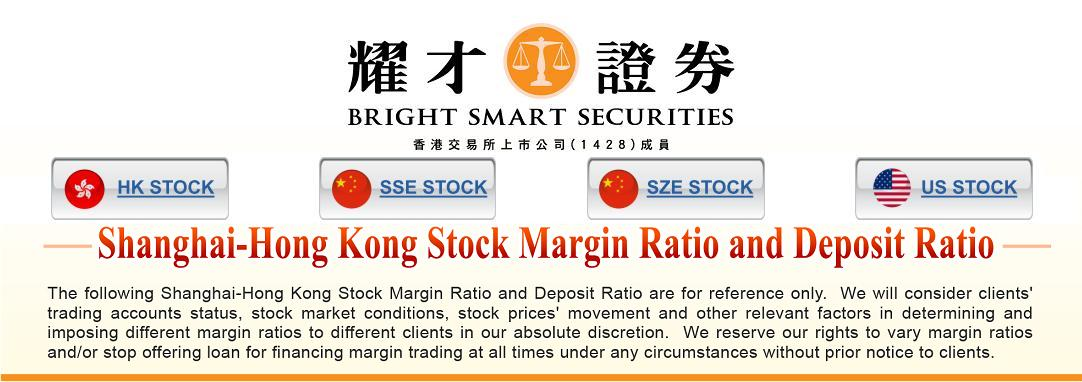 耀才證券
BRIGHT SMART SECURITIES
香港交易所上市公司(1428)成員
HK STOCK SSE STOCK SZE STOCK US STOCK
Shanghai-Hong Kong Stock Margin Ratio and Deposit Ratio
The following Shanghai-Hong Kong Stock Margin Ratio and Deposit Ratio are for reference only. We will consider clients'
trading accounts status, stock market conditions, stock prices' movement and other relevant factors in determining and
imposing different margin ratios to different clients in our absolute discretion. We reserve our rights to vary margin ratios
and/or stop offering loan for financing margin trading at all times under any circumstances without prior notice to clients.